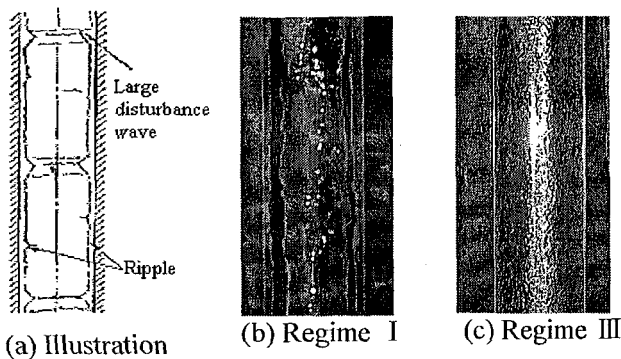 Large
disturbance
wave
Ripple
(a) Illustration
(b) Regime I
(c) Regime III